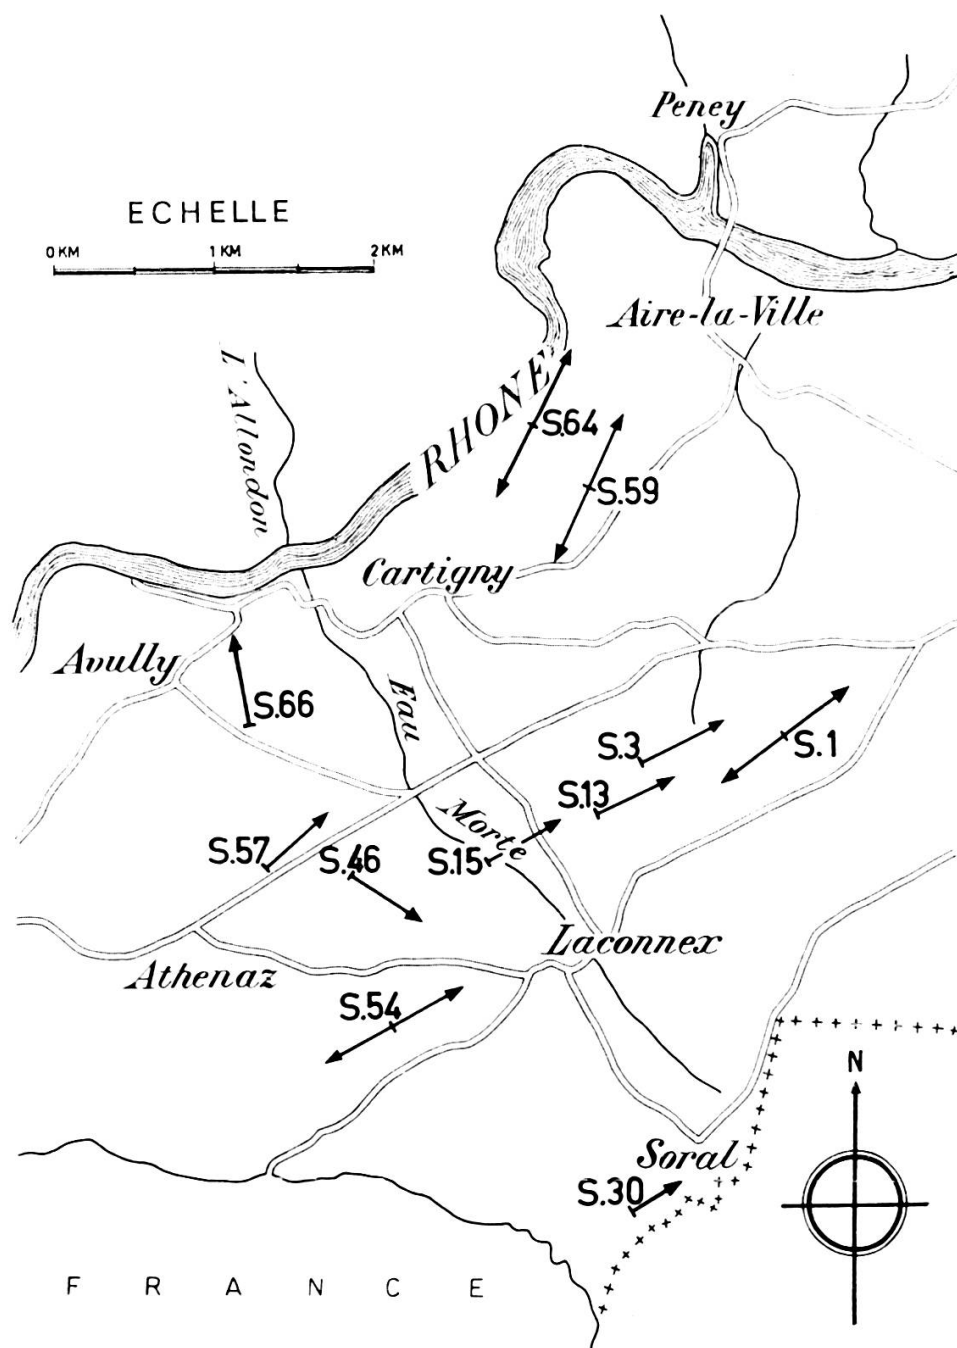 Peney
ECHELLE
0 KM 1 KM 2 KM
Aire-la-Ville
L'Allondon
RHONE
S.64
S.59
Cartigny
Avully
S.66
Eau
S.3
S.1
S.13
Morte
S.57
S.46
S.15
Laconnex
Athenaz
S.54
N
Soral
S.30
FRANCE